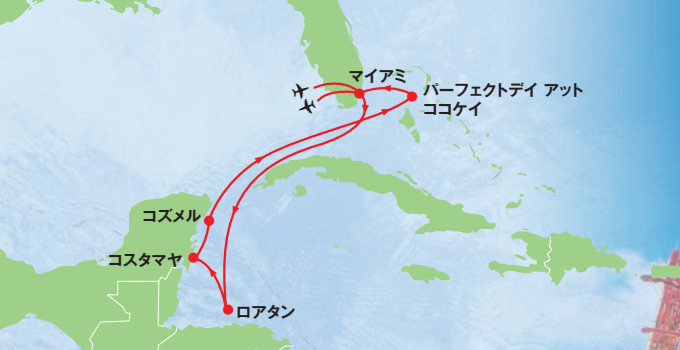 マイアミ
パーフェクトデイ アット
ココケイ
コズメル
コスタマヤ
ロアタン